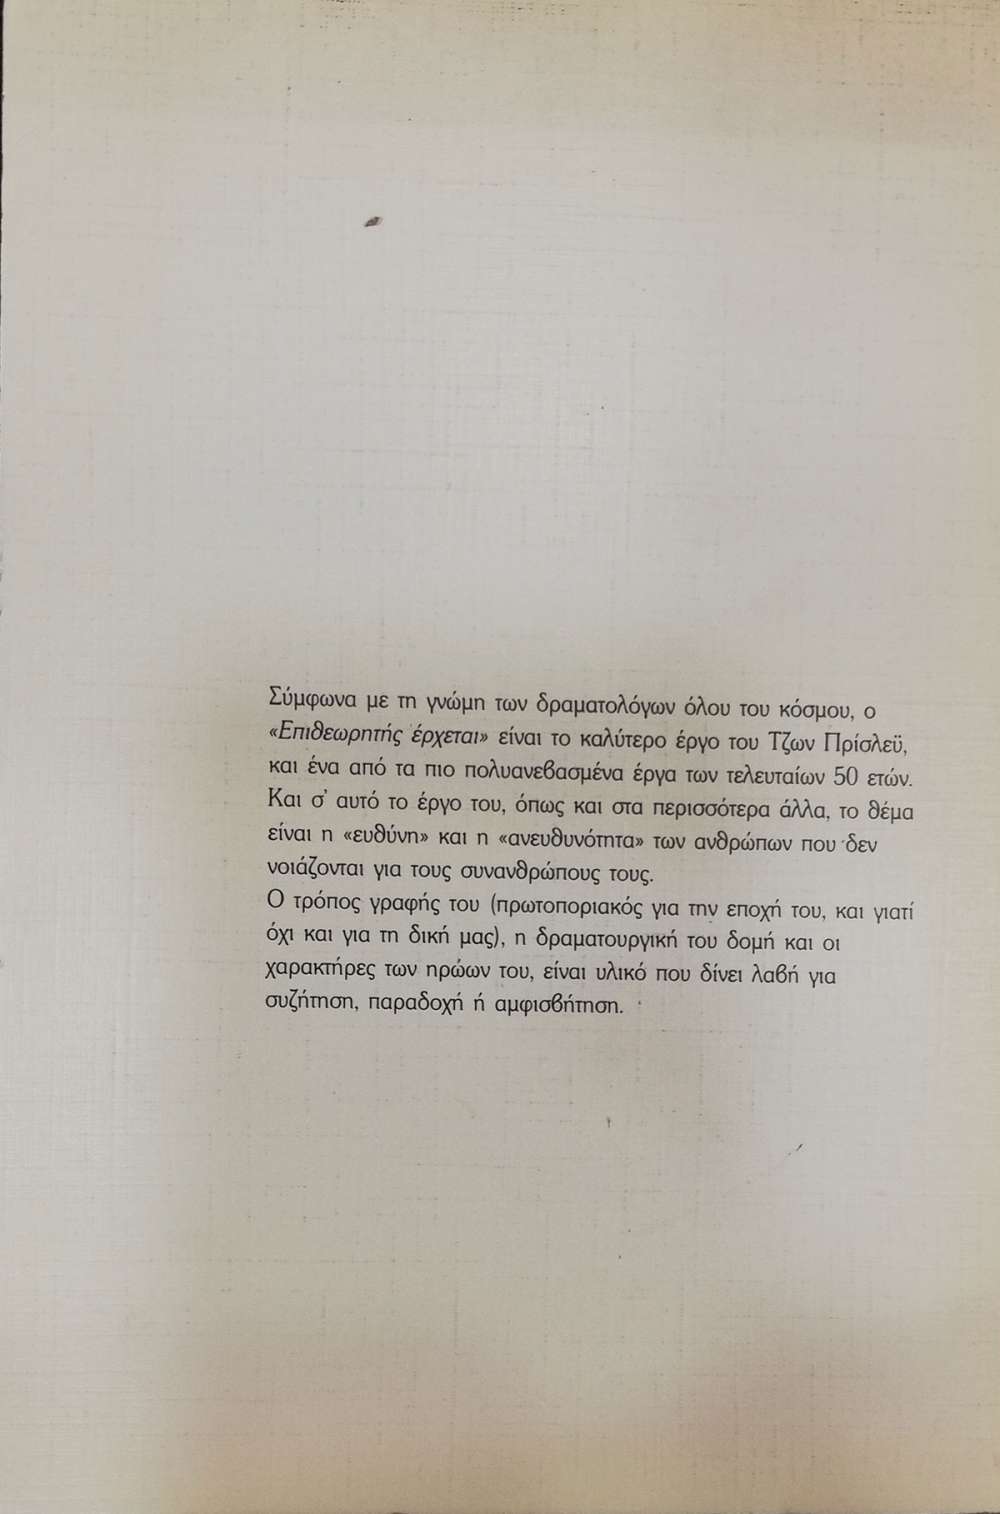 Σύμφωνα με τη γνώμη των δραματολόγων όλου του κόσμου, ο
«Επιθεωρητής έρχεται» είναι το καλύτερο έργο του Τζων Πρίσλεϋ,
και ένα από τα πιο πολυανεβασμένα έργα των τελευταίων 50 ετών.
Και σ' αυτό το έργο του, όπως και στα περισσότερα άλλα, το θέμα
είναι η «ευθύνη» και η «ανευθυνότητα» των ανθρώπων που δεν
νοιάζονται για τους συνανθρώπους τους.
Ο τρόπος γραφής του (πρωτοποριακός για την εποχή του, και γιατί
όχι και για τη δική μας), η δραματουργική του δομή και οι
χαρακτήρες των ηρώων του, είναι υλικό που δίνει λαβή για
συζήτηση, παραδοχή ή αμφισβήτηση.